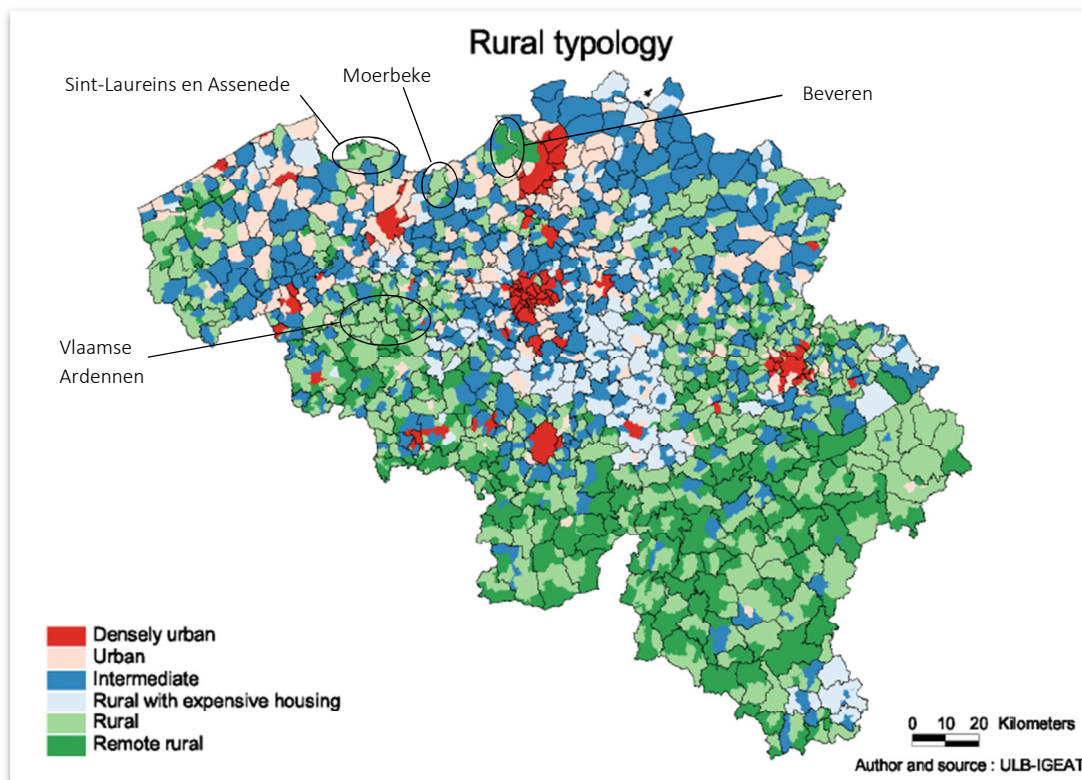 Rural typology
Sint-Laureins en Assenede
Moerbeke
Beveren
Vlaamse
Ardennen
Densely urban
Urban
Intermediate
Rural with expensive housing
Rural
Remote rural
0 10 20 Kilometers
Author and source : ULB-IGEAT